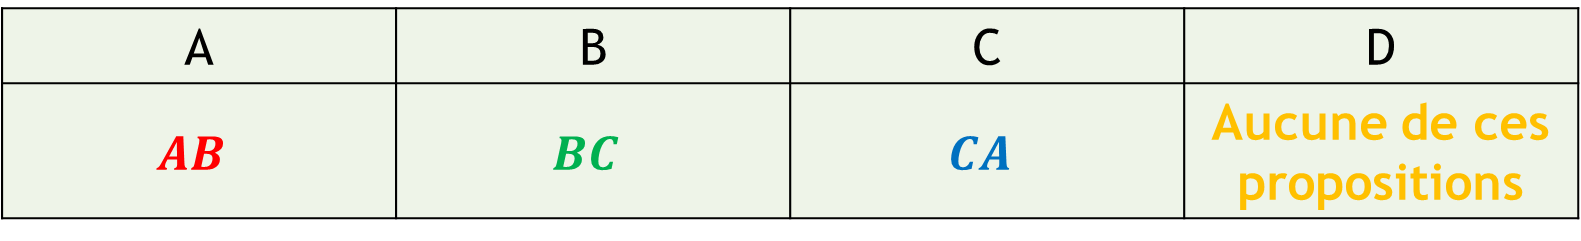 A B C D
AB BC CA Aucune de ces
propositions